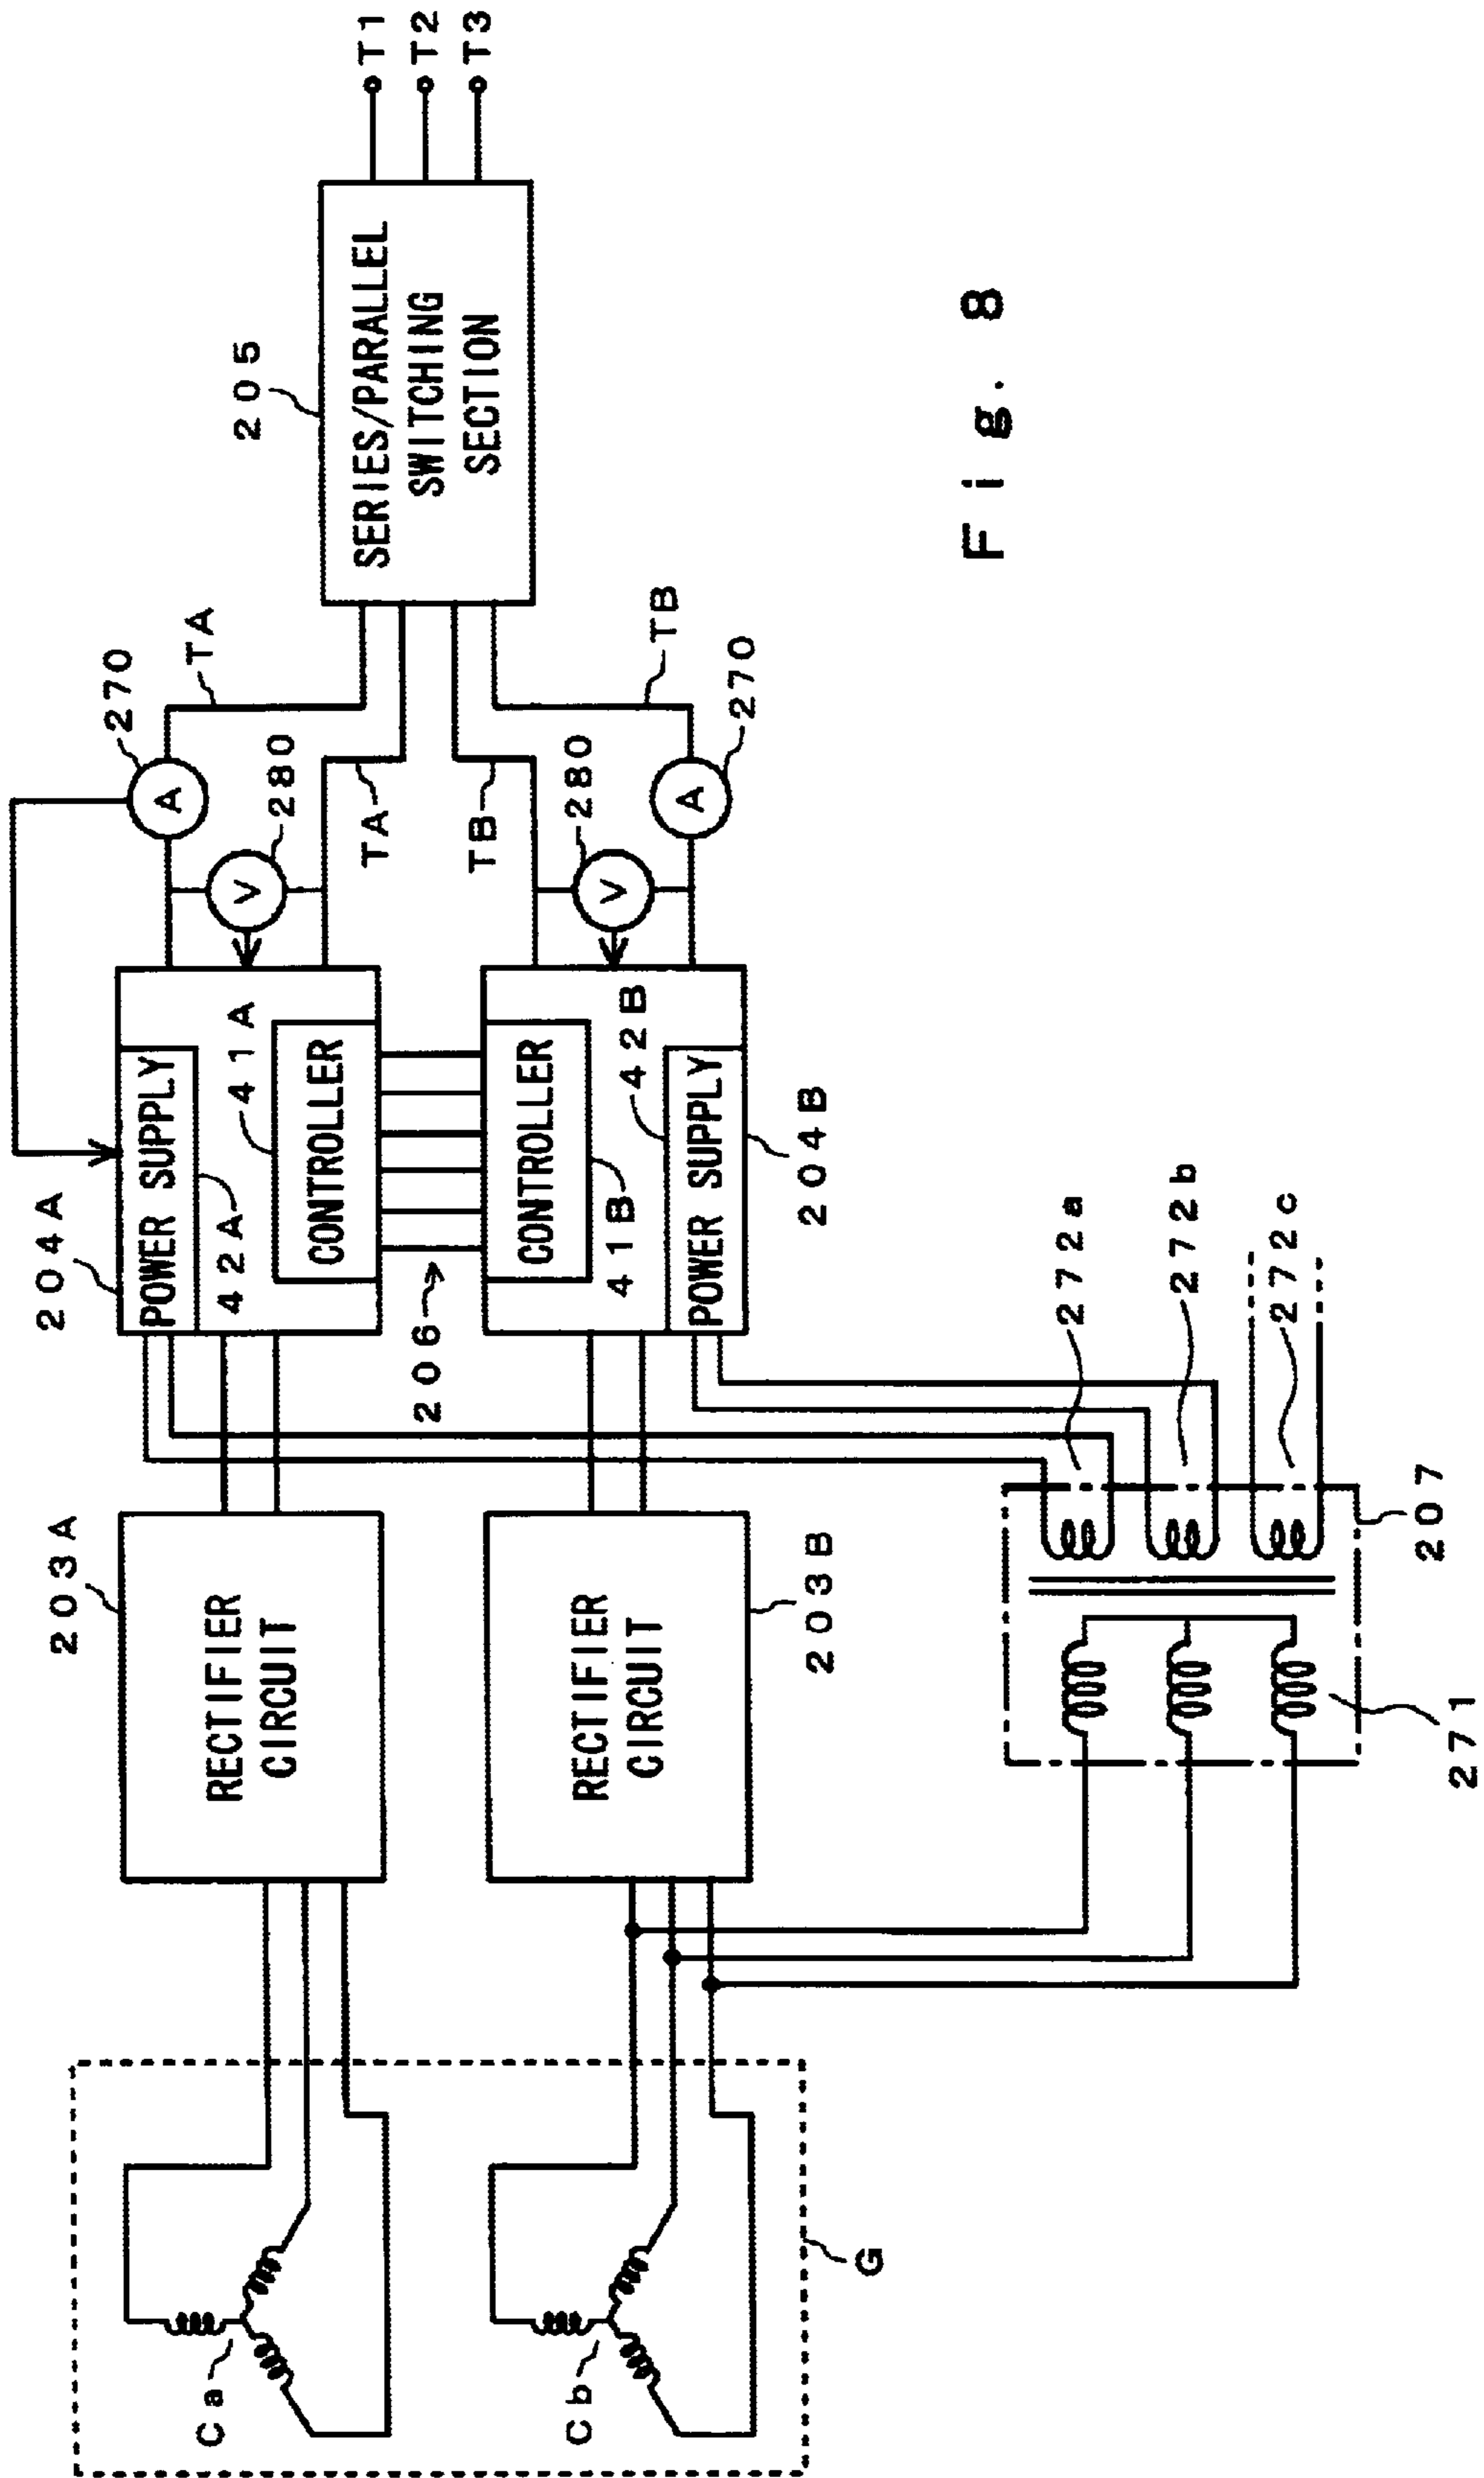 Ca
Cb
G
203A
RECTIFIER
CIRCUIT
RECTIFIER
CIRCUIT
203B
204A
POWER SUPPLY
42A
41A
CONTROLLER
206
CONTROLLER
41B
42B
POWER SUPPLY
204B
270
A
TA
V
280
TA
TB
280
V
TB
A
270
205
SERIES/PARALLEL
SWITCHING
SECTION
T1
T2
T3
271
207
272a
272b
272c
Fig. 8